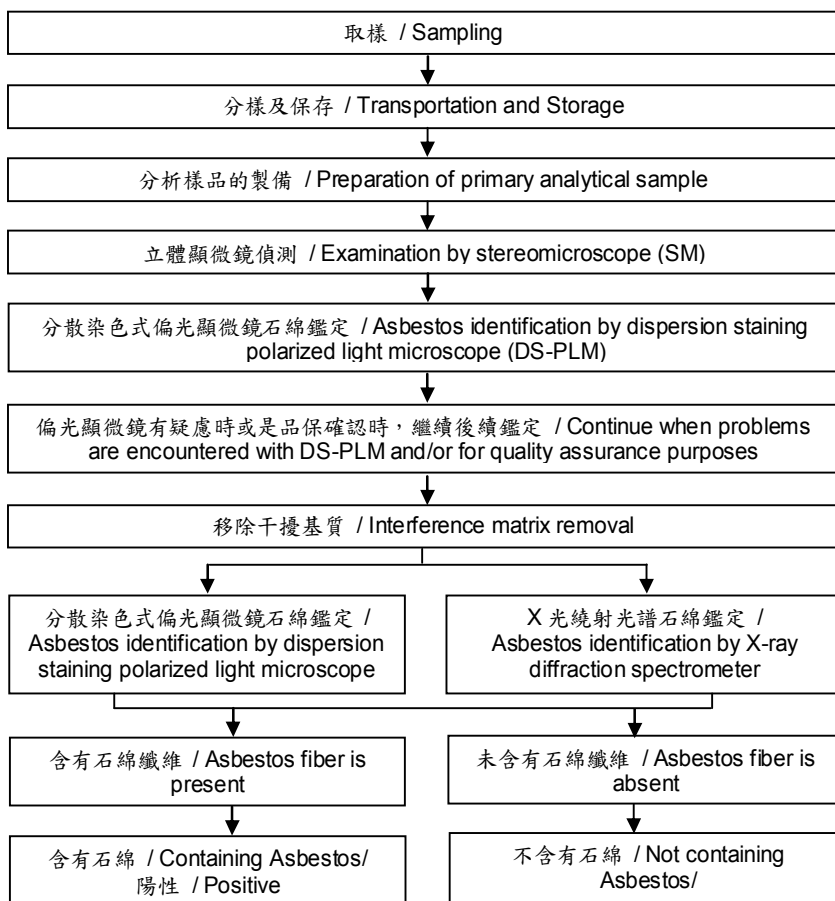 取樣 / Sampling
分樣及保存 / Transportation and Storage
分析樣品的製備 / Preparation of primary analytical sample
立體顯微鏡偵測 / Examination by stereomicroscope (SM)
分散染色式偏光顯微鏡石綿鑑定 / Asbestos identification by dispersion staining
polarized light microscope (DS-PLM)
偏光顯微鏡有疑慮時或是品保確認時，繼續後續鑑定 / Continue when problems
are encountered with DS-PLM and/or for quality assurance purposes
移除干擾基質 / Interference matrix removal
分散染色式偏光顯微鏡石綿鑑定 /
Asbestos identification by dispersion
staining polarized light microscope
X 光繞射光譜石綿鑑定 /
Asbestos identification by X-ray
diffraction spectrometer
含有石綿纖維 / Asbestos fiber is
present
未含有石綿纖維 / Asbestos fiber is
absent
含有石綿 / Containing Asbestos/
陽性 / Positive
不含有石綿 / Not containing
Asbestos/